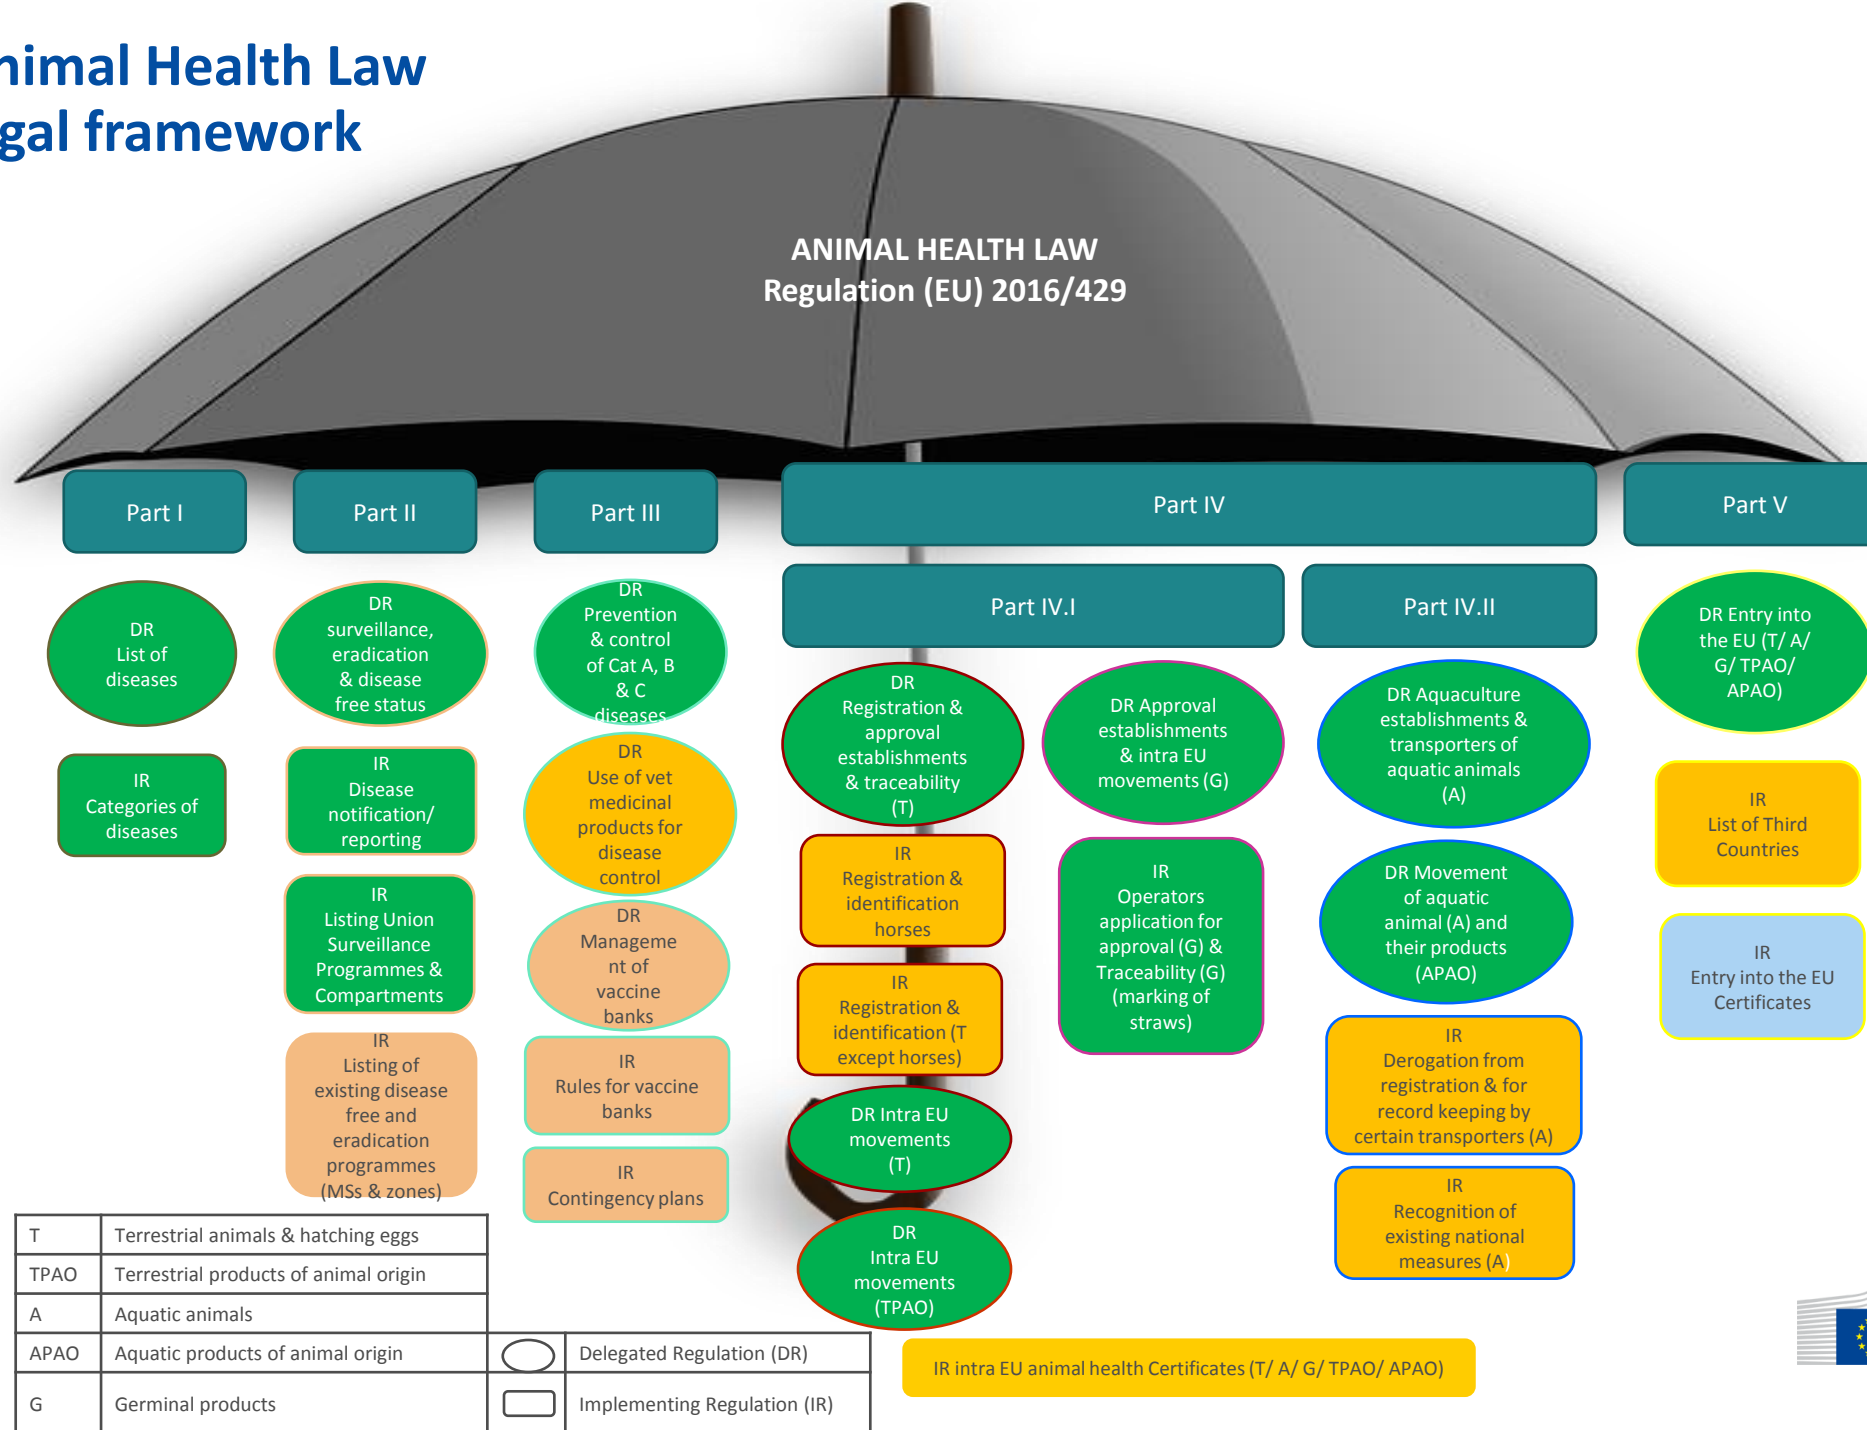 nimal Health Law
gal framework
ANIMAL HEALTH LAW
Regulation (EU) 2016/429
Part I
Part II
Part III
Part IV
Part V
Part IV.I
Part IV.II
DR
List of
diseases
IR
Categories of
diseases
DR
surveillance,
eradication
& disease
free status
IR
Disease
notification/
reporting
IR
Listing Union
Surveillance
Programmes &
Compartments
IR
Listing of
existing disease
free and
eradication
programmes
(MSs & zones)
DR
Prevention
& control
of Cat A, B
& C
diseases
DR
Use of vet
medicinal
products for
disease
control
DR
Manageme
nt of
vaccine
banks
IR
Rules for vaccine
banks
IR
Contingency plans
DR
Registration &
approval
establishments
& traceability
(T)
IR
Registration &
identification
horses
IR
Registration &
identification (T
except horses)
DR Intra EU
movements
(T)
DR
Intra EU
movements
(TPAO)
DR Approval
establishments
& intra EU
movements (G)
IR
Operators
application for
approval (G) &
Traceability (G)
(marking of
straws)
DR Aquaculture
establishments &
transporters of
aquatic animals
(A)
DR Movement
of aquatic
animal (A) and
their products
(APAO)
IR
Derogation from
registration & for
record keeping by
certain transporters (A)
IR
Recognition of
existing national
measures (A)
DR Entry into
the EU (T/ A/
G/ TPAO/
APAO)
IR
List of Third
Countries
IR
Entry into the EU
Certificates
T Terrestrial animals & hatching eggs
TPAO Terrestrial products of animal origin
A Aquatic animals
APAO Aquatic products of animal origin
Delegated Regulation (DR)
G Germinal products
Implementing Regulation (IR)
IR intra EU animal health Certificates (T/ A/ G/ TPAO/ APAO)